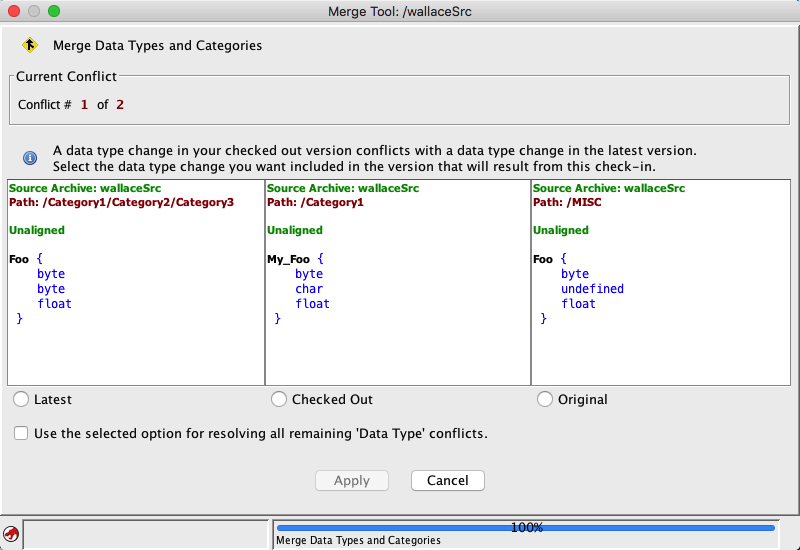 Merge Tool: /wallaceSrc
Merge Data Types and Categories
Current Conflict
Conflict # 1 of 2
A data type change in your checked out version conflicts with a data type change in the latest version.
Select the data type change you want included in the version that will result from this check-in.
Source Archive: wallaceSrc
Path: /Category1/Category2/Category3
Unaligned
Foo {
byte
byte
float
}
Source Archive: wallaceSrc
Path: /Category1
Unaligned
My_Foo {
byte
char
float
}
Source Archive: wallaceSrc
Path: /MISC
Unaligned
Foo {
byte
undefined
float
}
Latest
Checked Out
Original
Use the selected option for resolving all remaining 'Data Type' conflicts.
Apply
Cancel
100%
Merge Data Types and Categories